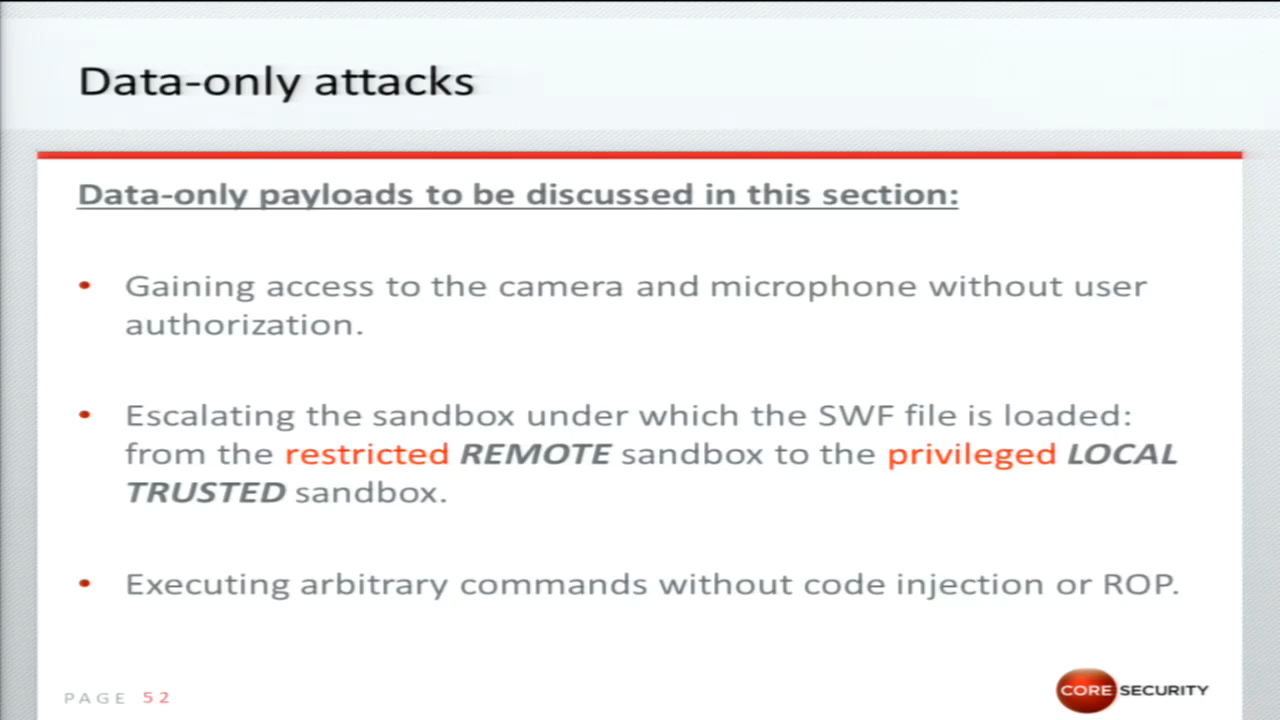 Data-only attacks
Data-only payloads to be discussed in this section:
• Gaining access to the camera and microphone without user
authorization.
• Escalating the sandbox under which the SWF file is loaded:
from the restricted REMOTE sandbox to the privileged LOCAL
TRUSTED sandbox.
• Executing arbitrary commands without code injection or ROP.
PAGE 52
CORE SECURITY